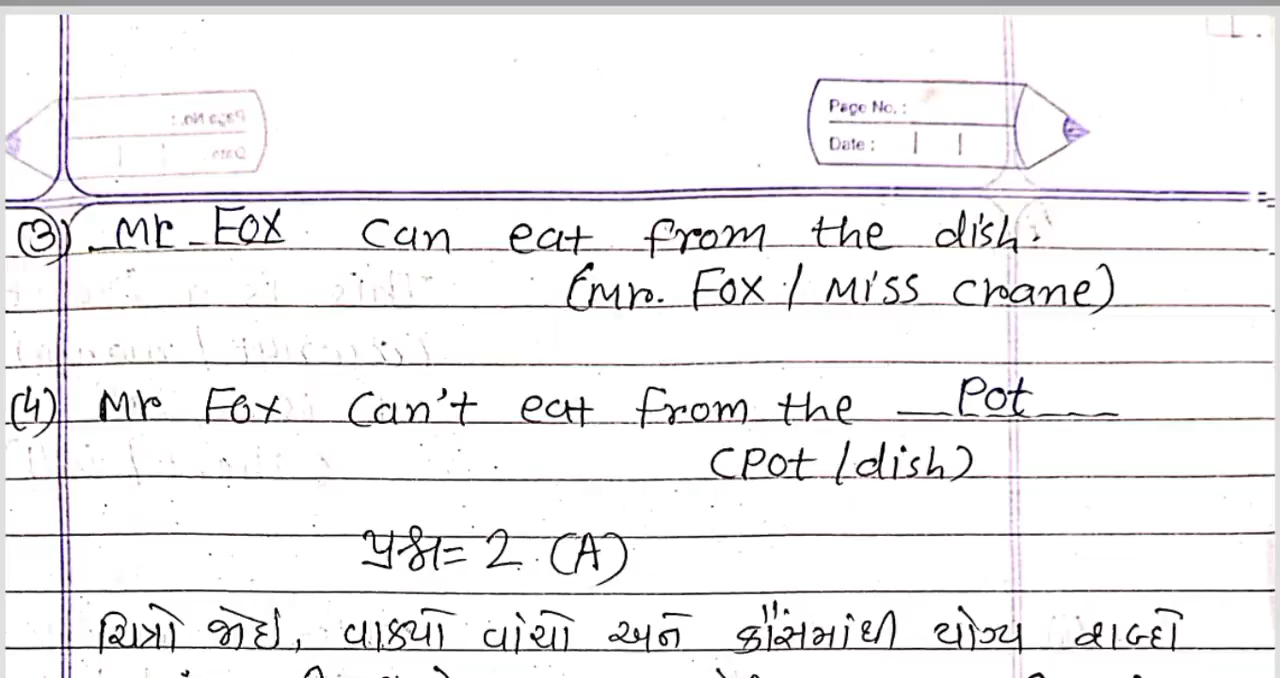 Page No. :
Date :
(3) Mr Fox can eat from the dish.
(Mr. Fox / Miss crane)
(4) Mr Fox can't eat from the Pot
(Pot / dish)
પ્રશ્ન= 2. (A)
ચિત્રો જોઈ, વાક્યો વાંચો અને કૌંસમાંથી યોગ્ય શબ્દો